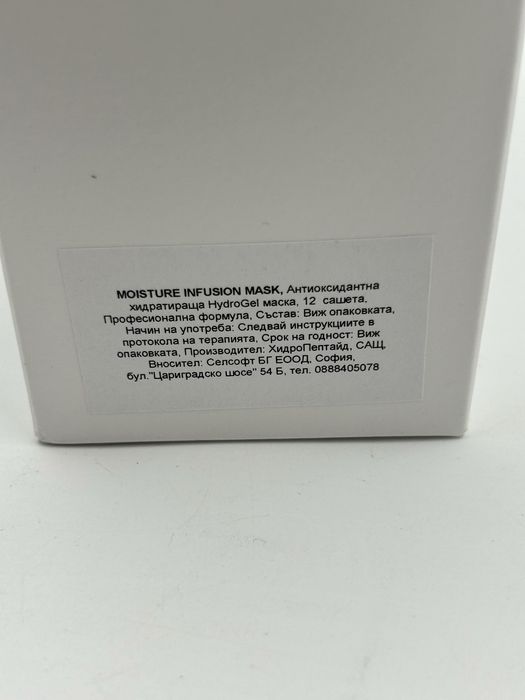 MOISTURE INFUSION MASK, Антиоксидантна
хидратираща HydroGel маска, 12 сашета.
Професионална формула, Състав: Виж опаковката,
Начин на употреба: Следвай инструкциите в
протокола на терапията, Срок на годност: Виж
опаковката, Производител: ХидроПептайд, САЩ,
Вносител: Селсофт БГ ЕООД, София,
бул."Цариградско шосе" 54 Б, тел. 0888405078